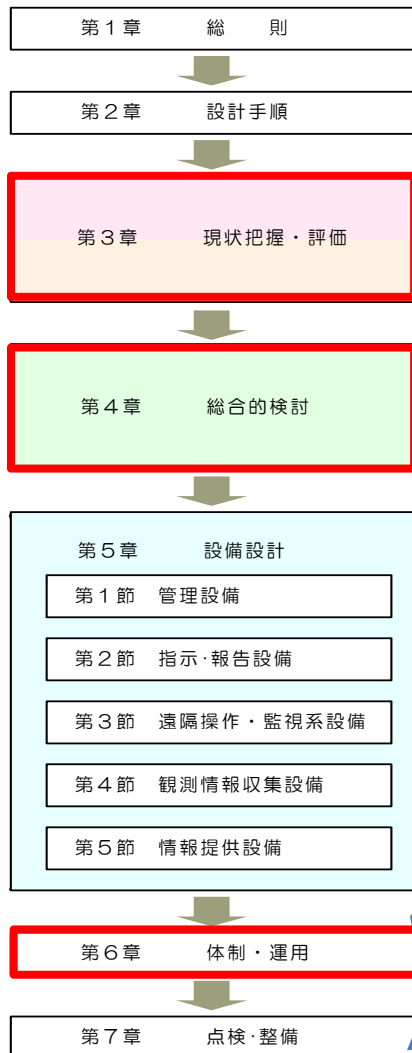 第１章　総　則
第２章　設計手順
第３章　現状把握・評価
第４章　総合的検討
第５章　設備設計
第１節　管理設備
第２節　指示･報告設備
第３節　遠隔操作・監視系設備
第４節　観測情報収集設備
第５節　情報提供設備
第６章　体制・運用
第７章　点検･整備